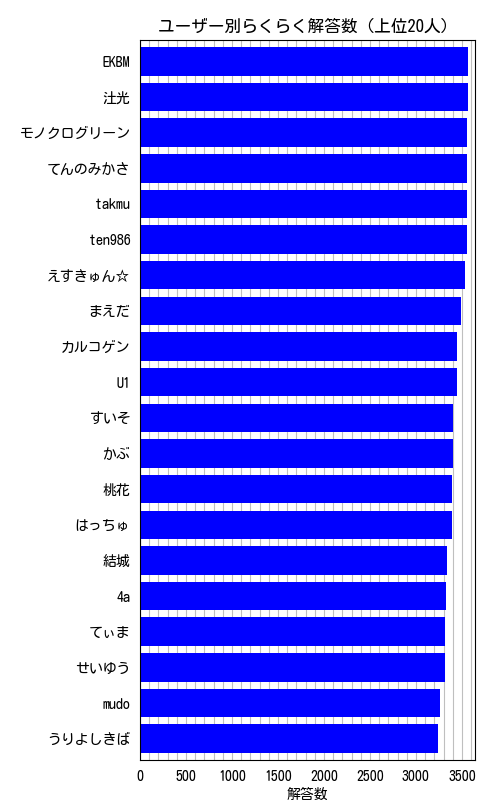 ユーザー別らくらく解答数（上位20人）
EKBM
汢光
モノクログリーン
てんのみかさ
takmu
ten986
えすきゅん☆
まえだ
カルコゲン
U1
すいそ
かぶ
桃花
はっちゅ
結城
4a
てぃま
せいゆう
mudo
うりよしきば
0 500 1000 1500 2000 2500 3000 3500
解答数